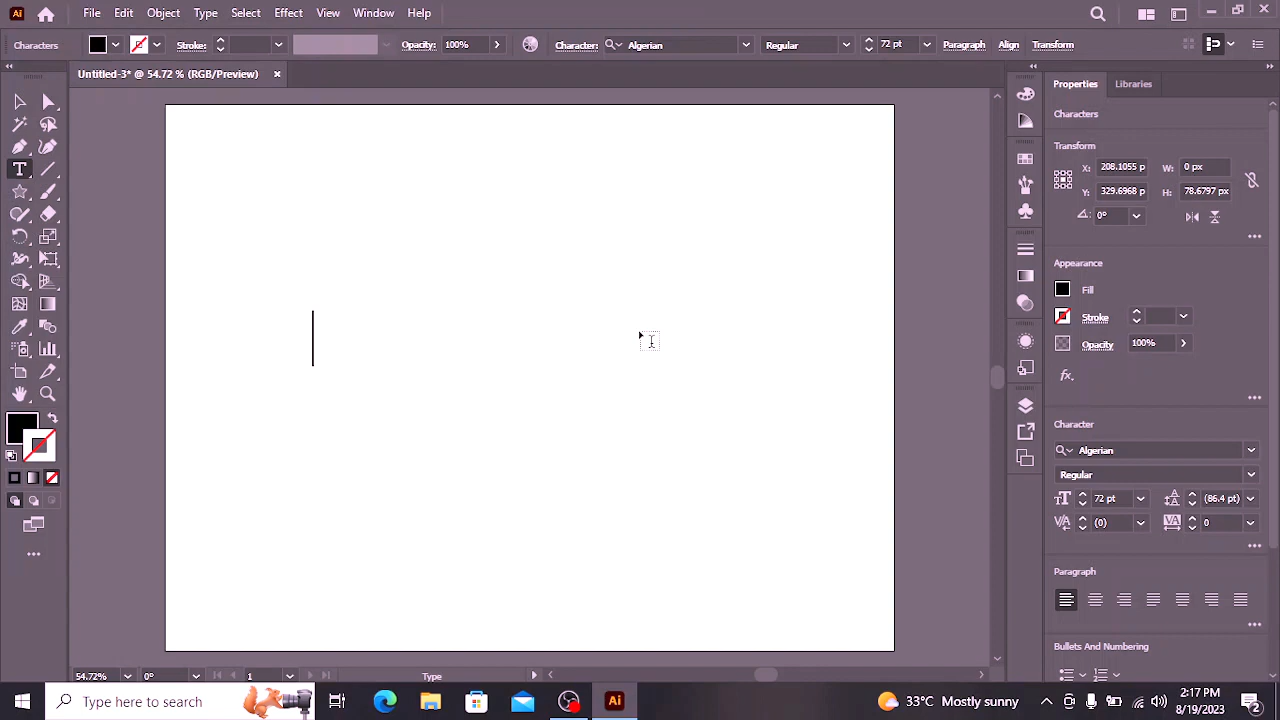 Ai File Edit Object Type Select Effect View Window Help
Characters Stroke: Opacity: 100% Character: Algerian Regular 72 pt Paragraph Align Transform
Untitled-3* @ 54.72 % (RGB/Preview)
Properties Libraries
Characters
Transform
X: 208.1055 p W: 0 px
Y: 329.6968 p H: 78.6797 px
0°
Appearance
Fill
Stroke
Opacity 100%
fx
Character
Algerian
Regular
72 pt (86.4 pt)
(0) 0
Paragraph
Bullets And Numbering
54.72% 0° 1 Type
Type here to search
Ai
33°C Mostly sunny
2:17 PM
8/19/2023
2